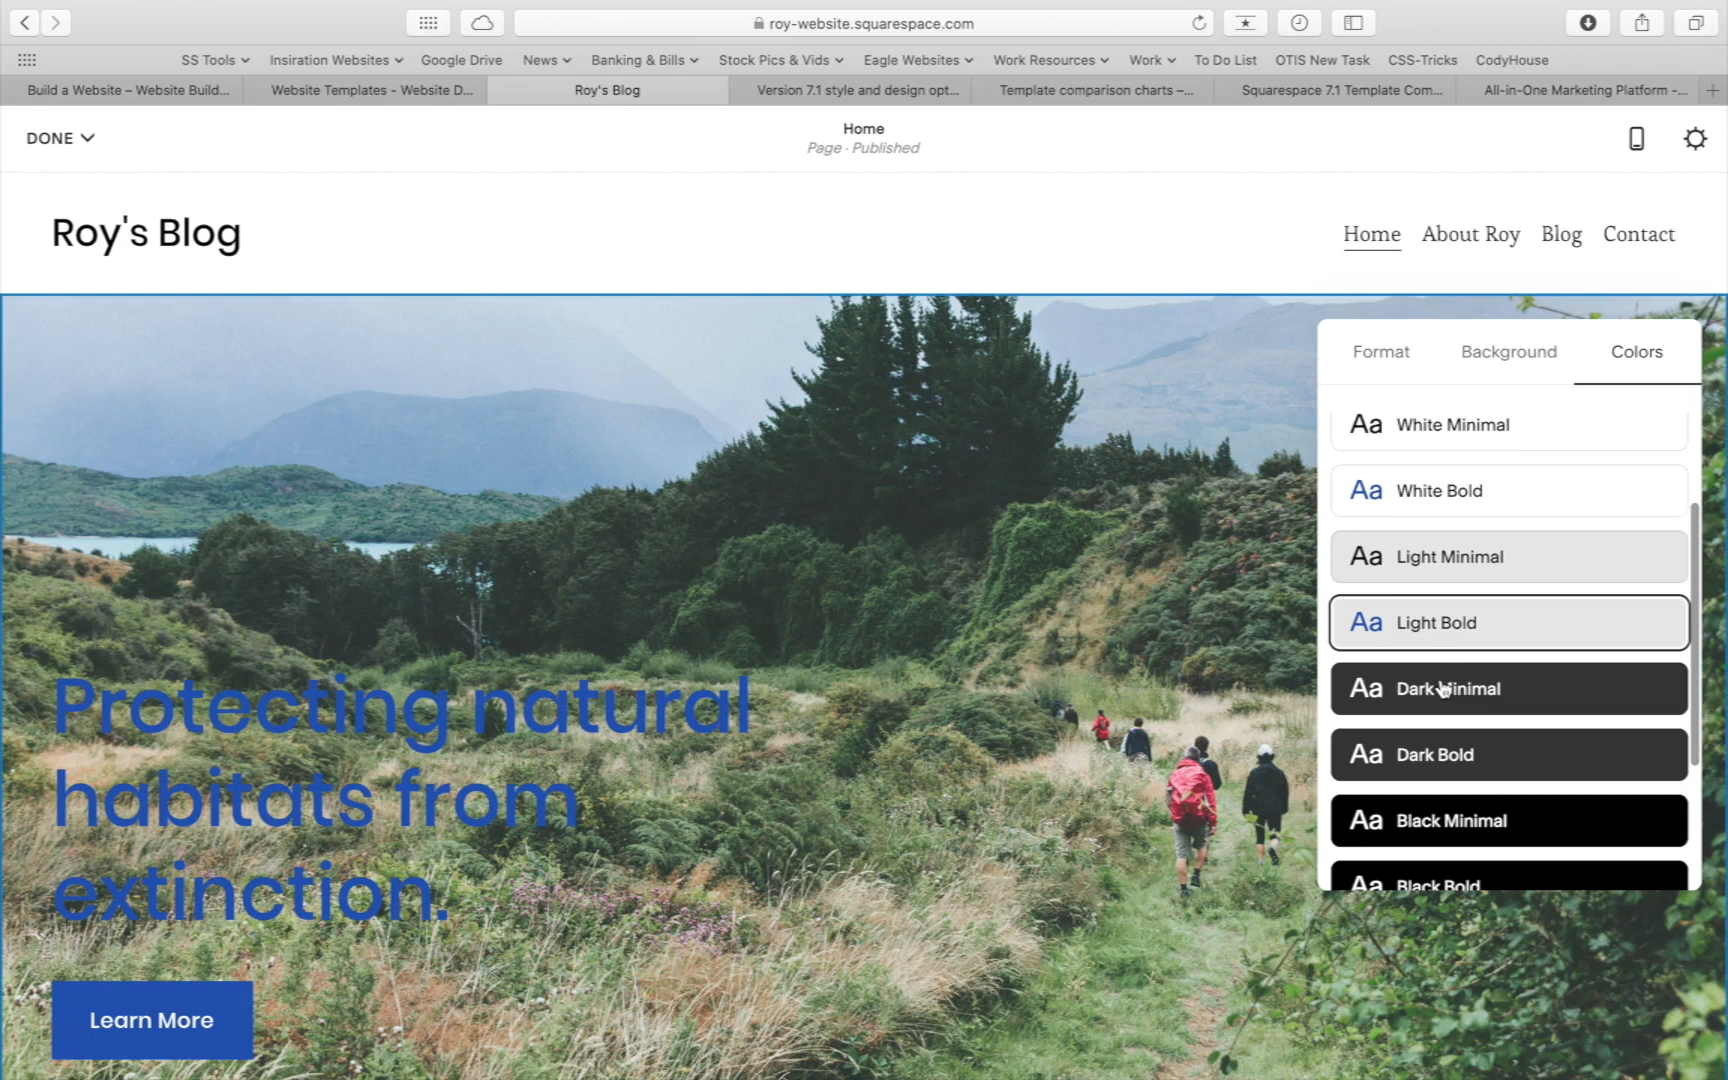 roy-website.squarespace.com
SS Tools Insiration Websites Google Drive News Banking & Bills Stock Pics & Vids Eagle Websites Work Resources Work To Do List OTIS New Task CSS-Tricks CodyHouse
Build a Website – Website Build... Website Templates - Website D... Roy's Blog Version 7.1 style and design opt... Template comparison charts –... Squarespace 7.1 Template Com... All-in-One Marketing Platform -...
DONE
Home
Page · Published
Roy's Blog
Home About Roy Blog Contact
Format Background Colors
Aa White Minimal
Aa White Bold
Aa Light Minimal
Aa Light Bold
Aa Dark Minimal
Aa Dark Bold
Aa Black Minimal
Aa Black Bold
Protecting natural
habitats from
extinction.
Learn More